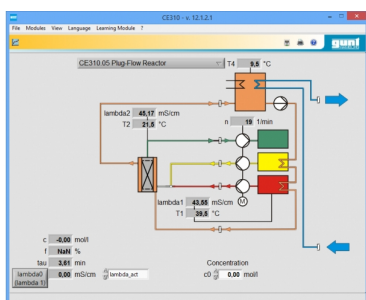 CE310 - v. 12.1.2.1
File Modules View Language Learning Module ?
gunt
CE310.05 Plug-Flow Reactor
T4 9,5 °C
lambda2 45,17 mS/cm
T2 21,5 °C
n 19 1/min
lambda1 43,55 mS/cm
T1 39,5 °C
M
c -0,00 mol/l
f NaN %
tau 3,61 min
lambda0 (lambda 1) 0,00 mS/cm lambda_act
Concentration
c0 0,00 mol/l